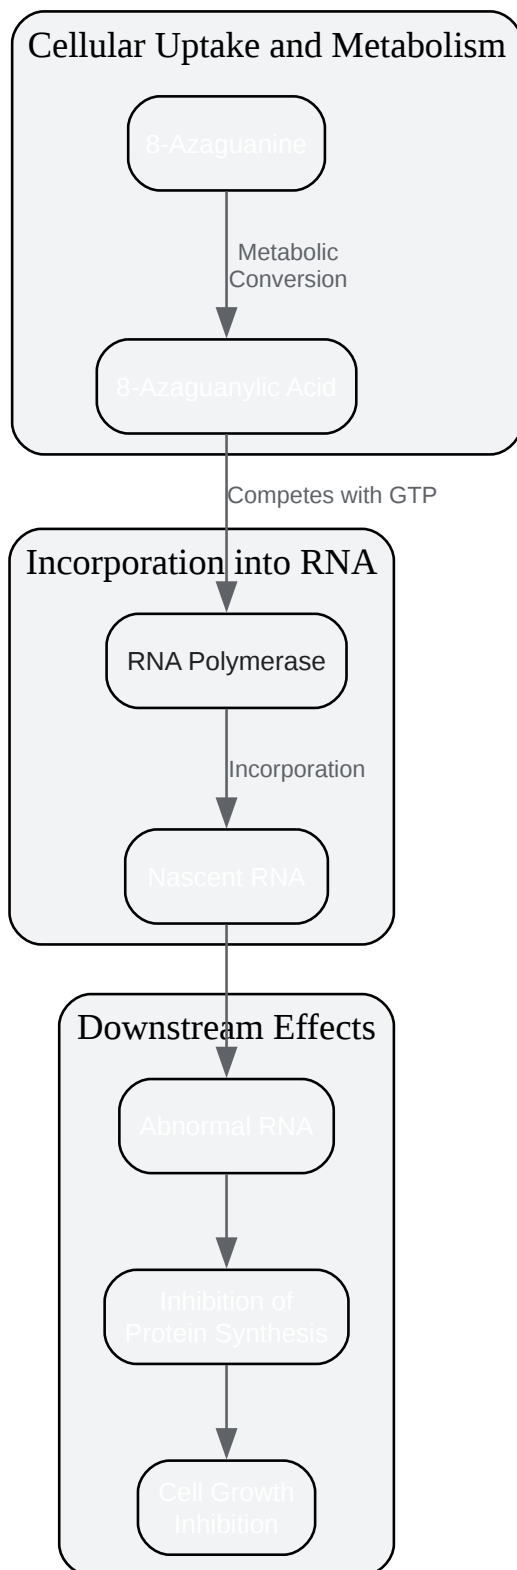 Cellular Uptake and Metabolism
8-Azaguanine
Metabolic
Conversion
8-Azaguanylic Acid
Competes with GTP
Incorporation into RNA
RNA Polymerase
Incorporation
Nascent RNA
Downstream Effects
Abnormal RNA
Inhibition of
Protein Synthesis
Cell Growth
Inhibition